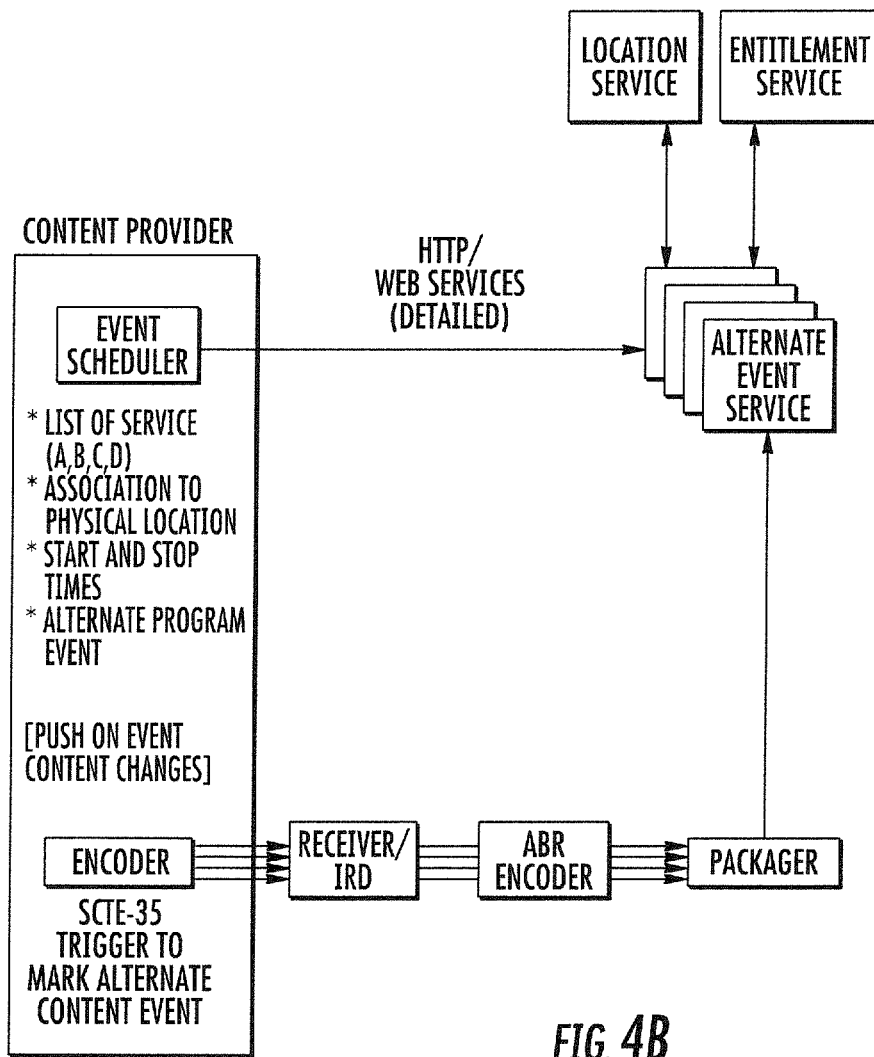 LOCATION
SERVICE
ENTITLEMENT
SERVICE
CONTENT PROVIDER
HTTP/
WEB SERVICES
(DETAILED)
EVENT
SCHEDULER
ALTERNATE
EVENT
SERVICE
* LIST OF SERVICE
(A,B,C,D)
* ASSOCIATION TO
PHYSICAL LOCATION
* START AND STOP
TIMES
* ALTERNATE PROGRAM
EVENT
[PUSH ON EVENT
CONTENT CHANGES]
ENCODER
RECEIVER/
IRD
ABR
ENCODER
PACKAGER
SCTE-35
TRIGGER TO
MARK ALTERNATE
CONTENT EVENT
FIG. 4B